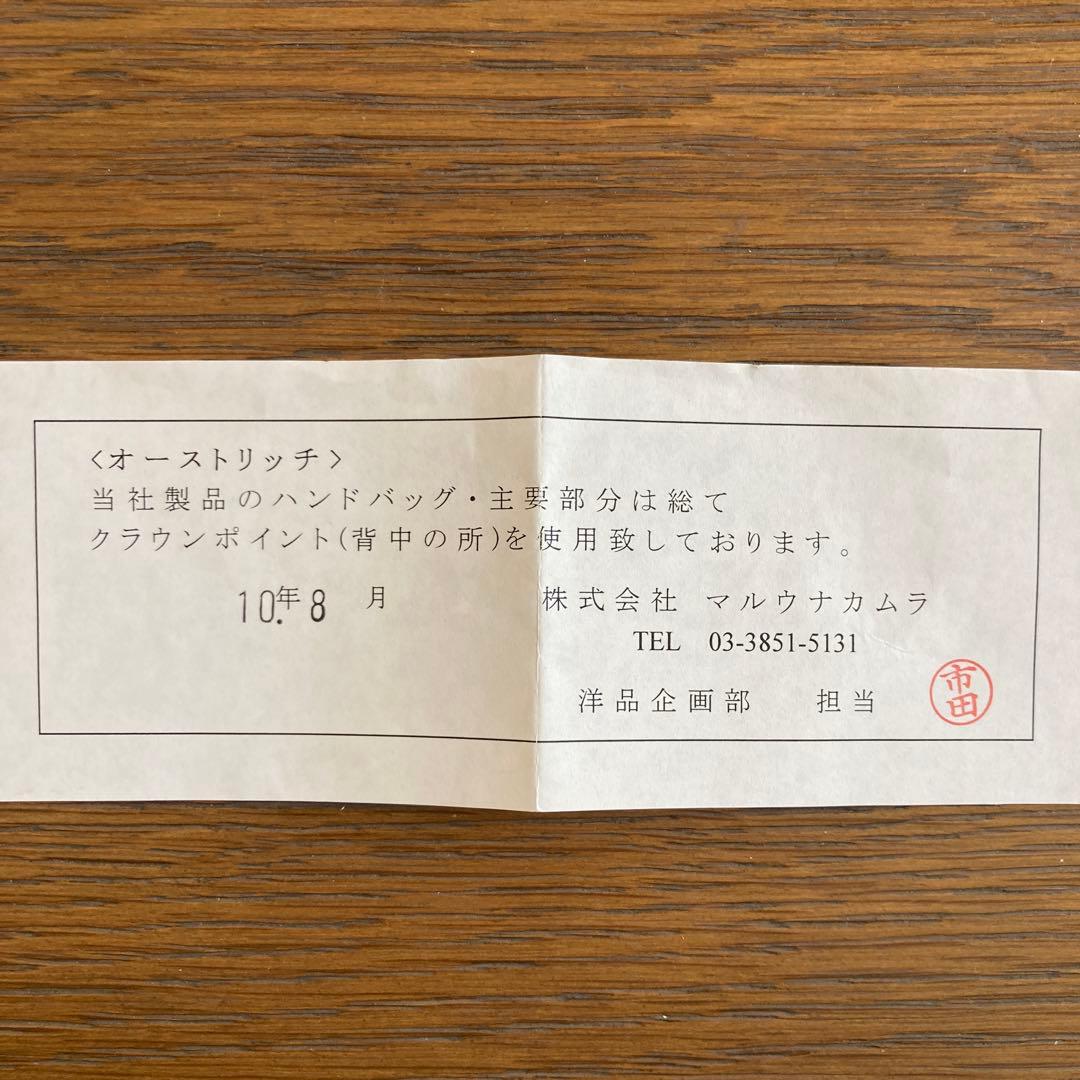 〈オーストリッチ〉
当社製品のハンドバッグ・主要部分は総て
クラウンポイント(背中の所)を使用致しております。
10年.8月
株式会社 マルウナカムラ
TEL 03-3851-5131
洋品企画部 担当 市田